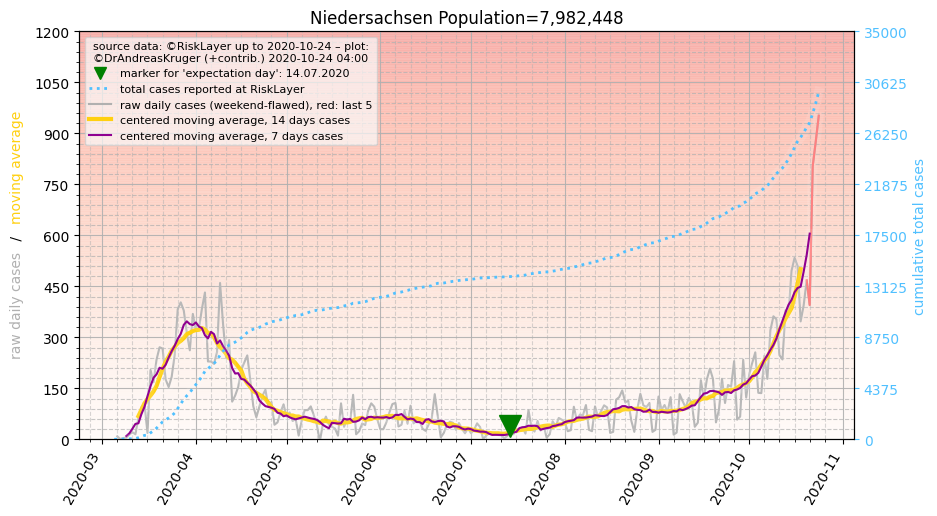 Niedersachsen Population=7,982,448
source data: ©RiskLayer up to 2020-10-24 – plot:
©DrAndreasKruger (+contrib.) 2020-10-24 04:00
marker for 'expectation day': 14.07.2020
total cases reported at RiskLayer
raw daily cases (weekend-flawed), red: last 5
centered moving average, 14 days cases
centered moving average, 7 days cases
raw daily cases / moving average
1200
1050
900
750
600
450
300
150
0
35000
30625
26250
21875
17500
13125
8750
4375
0
cumulative total cases
2020-03
2020-04
2020-05
2020-06
2020-07
2020-08
2020-09
2020-10
2020-11